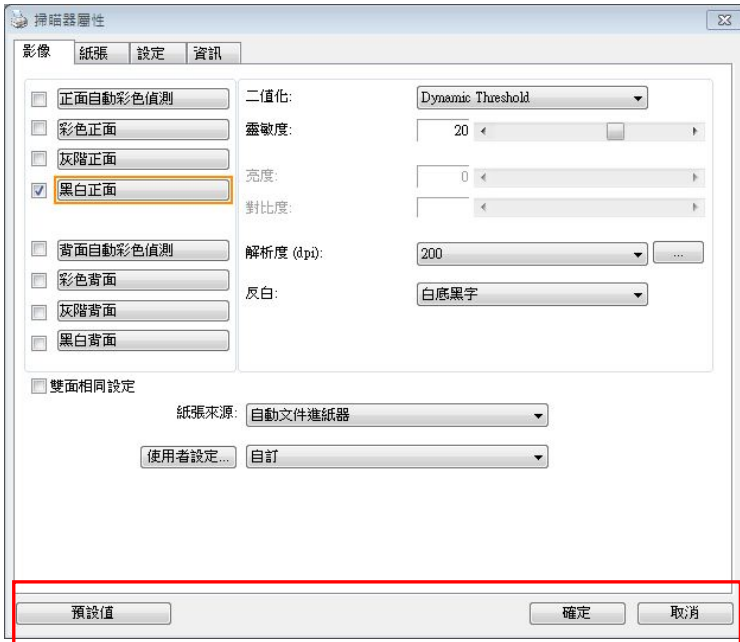 掃瞄器屬性
影像 紙張 設定 資訊
正面自動彩色偵測
彩色正面
灰階正面
黑白正面
背面自動彩色偵測
彩色背面
灰階背面
黑白背面
二值化: Dynamic Threshold
靈敏度: 20
亮度: 0
對比度:
解析度 (dpi): 200 ...
反白: 白底黑字
雙面相同設定
紙張來源: 自動文件進紙器
使用者設定... 自訂
預設值 確定 取消